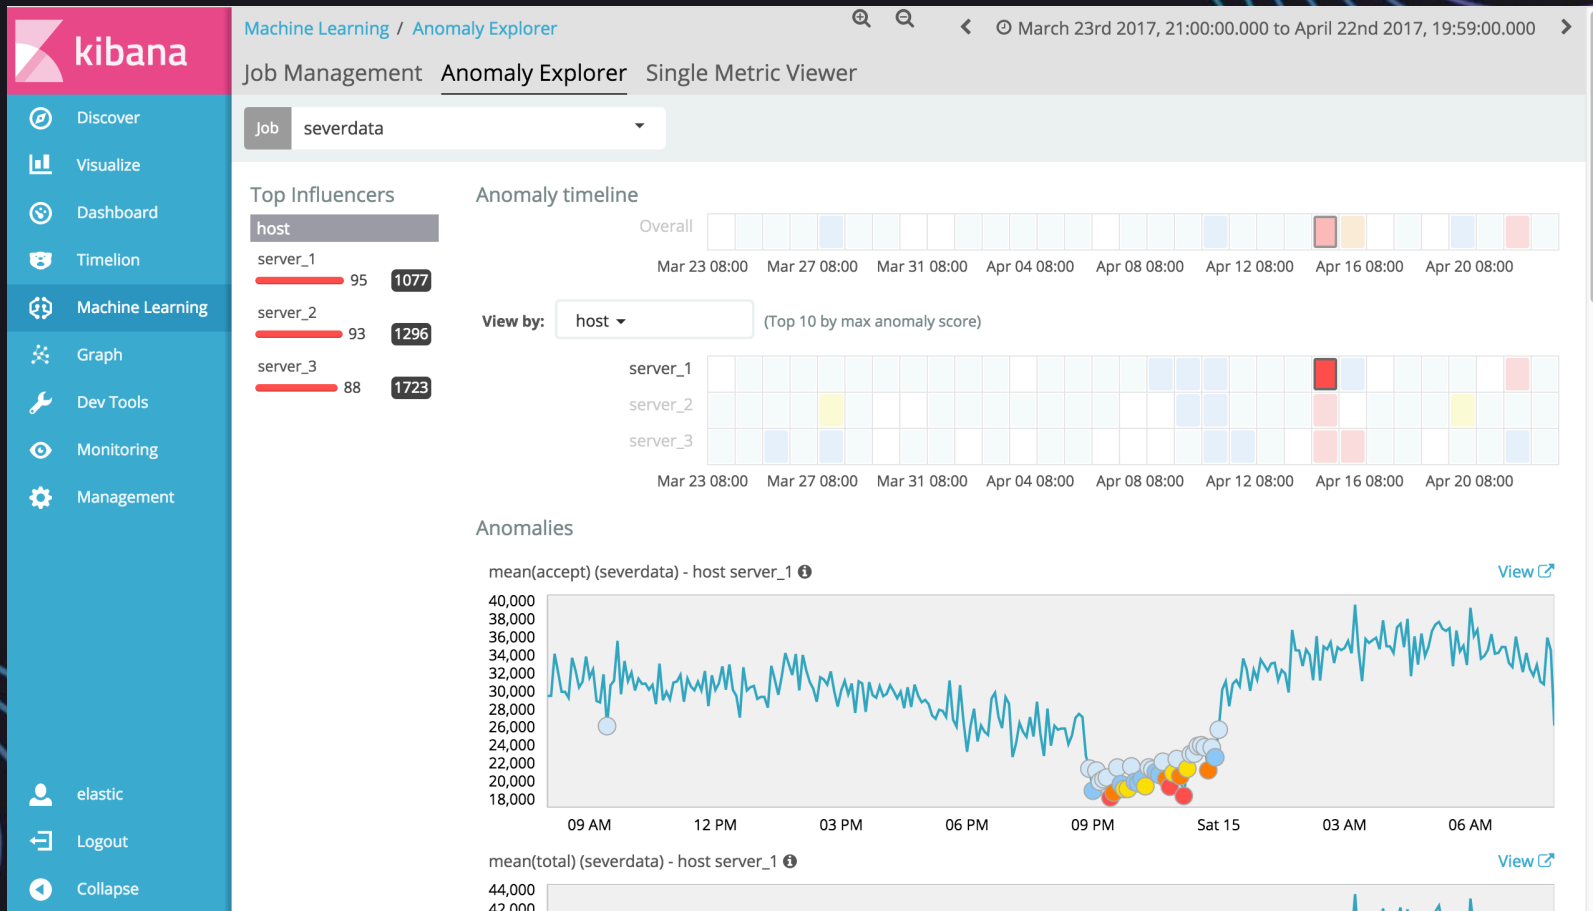 kibana
Machine Learning / Anomaly Explorer
March 23rd 2017, 21:00:00.000 to April 22nd 2017, 19:59:00.000
Job Management Anomaly Explorer Single Metric Viewer
Job severdata
Discover
Visualize
Dashboard
Timelion
Machine Learning
Graph
Dev Tools
Monitoring
Management
elastic
Logout
Collapse
Top Influencers
host
server_1
95 1077
server_2
93 1296
server_3
88 1723
Anomaly timeline
Overall
Mar 23 08:00 Mar 27 08:00 Mar 31 08:00 Apr 04 08:00 Apr 08 08:00 Apr 12 08:00 Apr 16 08:00 Apr 20 08:00
View by: host (Top 10 by max anomaly score)
server_1
server_2
server_3
Mar 23 08:00 Mar 27 08:00 Mar 31 08:00 Apr 04 08:00 Apr 08 08:00 Apr 12 08:00 Apr 16 08:00 Apr 20 08:00
Anomalies
mean(accept) (severdata) - host server_1 View
40,000
38,000
36,000
34,000
32,000
30,000
28,000
26,000
24,000
22,000
20,000
18,000
09 AM 12 PM 03 PM 06 PM 09 PM Sat 15 03 AM 06 AM
mean(total) (severdata) - host server_1 View
44,000
42,000